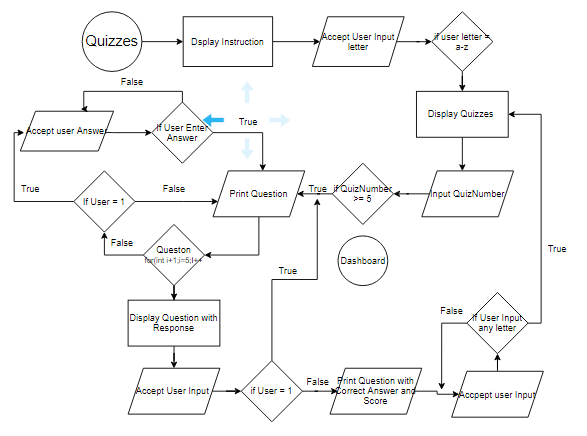 Quizzes
Dsplay Instruction
Accept User Input
letter
if user letter =
a-z
False
Accept user Answer
If User Enter
Answer
True
Display Quizzes
True
If User = 1
False
Print Question
True
if QuizNumber
>= 5
Input QuizNumber
False
Queston
for(int i+1;i=5;I++
Dashboard
True
True
Display Question with
Response
False
If User Input
any letter
Accept User Input
if User = 1
False
Print Question with
Correct Answer and
Score
Accpept user Input